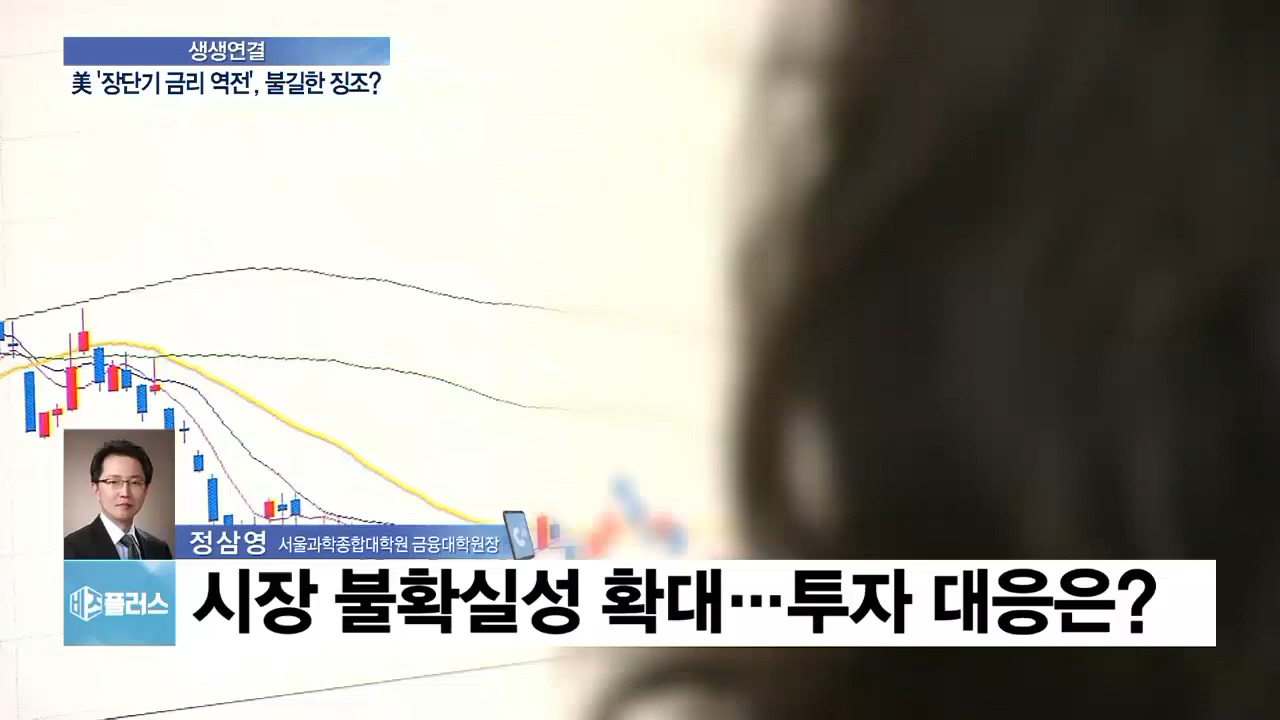 생생연결
美 '장단기 금리 역전', 불길한 징조?
정삼영 서울과학종합대학원 금융대학원장
비즈플러스
시장 불확실성 확대…투자 대응은?